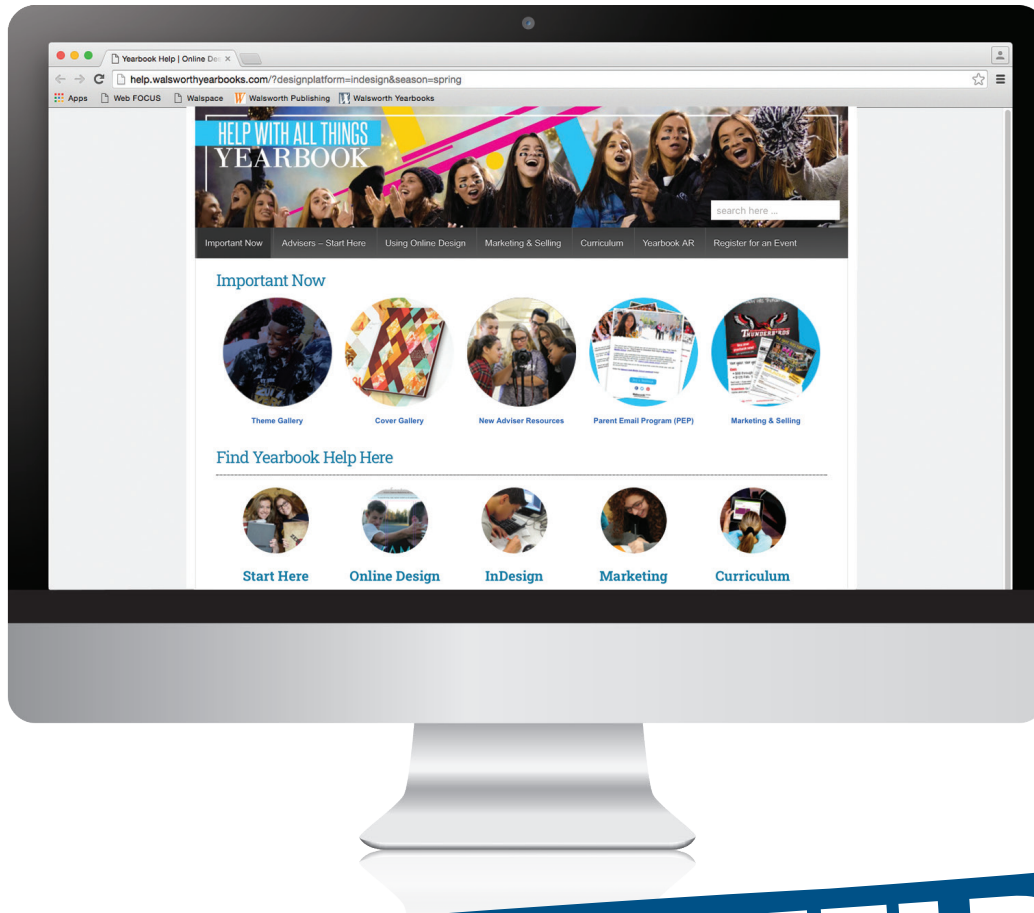 Yearbook Help | Online Des
help.walsworthyearbooks.com/?designplatform=indesign&season=spring
Apps Web FOCUS Walspace Walsworth Publishing Walsworth Yearbooks
HELP WITH ALL THINGS
YEARBOOK
search here ...
Important Now Advisers – Start Here Using Online Design Marketing & Selling Curriculum Yearbook AR Register for an Event
Important Now
THUNDERBIRDS
Theme Gallery Cover Gallery New Adviser Resources Parent Email Program (PEP) Marketing & Selling
Find Yearbook Help Here
Start Here Online Design InDesign Marketing Curriculum